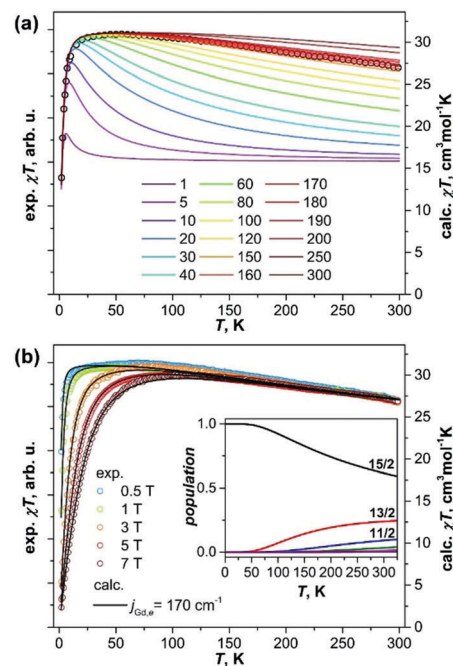 (a)
exp. χT, arb. u.
calc. χT, cm³mol⁻¹K
30
25
20
15
10
5
0
1 60 170
5 80 180
10 100 190
20 120 200
30 150 250
40 160 300
0 50 100 150 200 250 300
T, K
(b)
exp. χT, arb. u.
calc. χT, cm³mol⁻¹K
30
25
20
15
10
5
0
exp.
0.5 T
1 T
3 T
5 T
7 T
calc.
j_Gd,e = 170 cm⁻¹
population
1.0
0.5
0.0
15/2
13/2
11/2
0 50 100 150 200 250 300
T, K
0 50 100 150 200 250 300
T, K